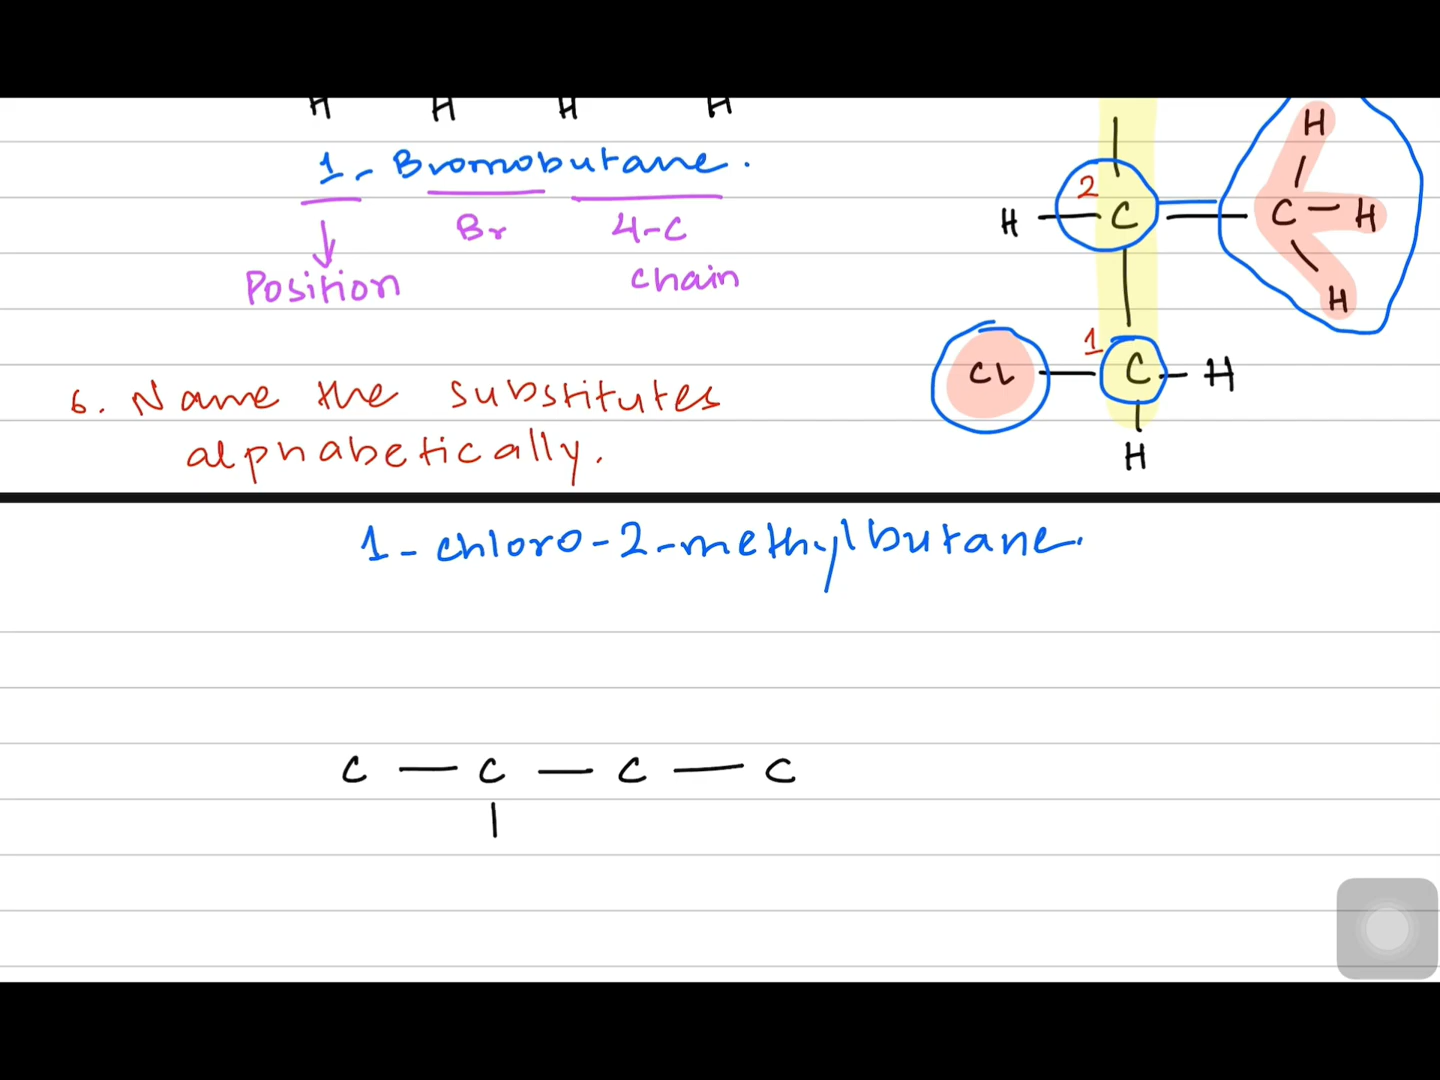 H H H H
1 - Bromobutane.
Br 4-C
Position chain
6. Name the substitutes
alphabetically.
H
2
H — C — C — H
H
1
CL — C — H
H
1 - chloro - 2 - methylbutane.
C — C — C — C